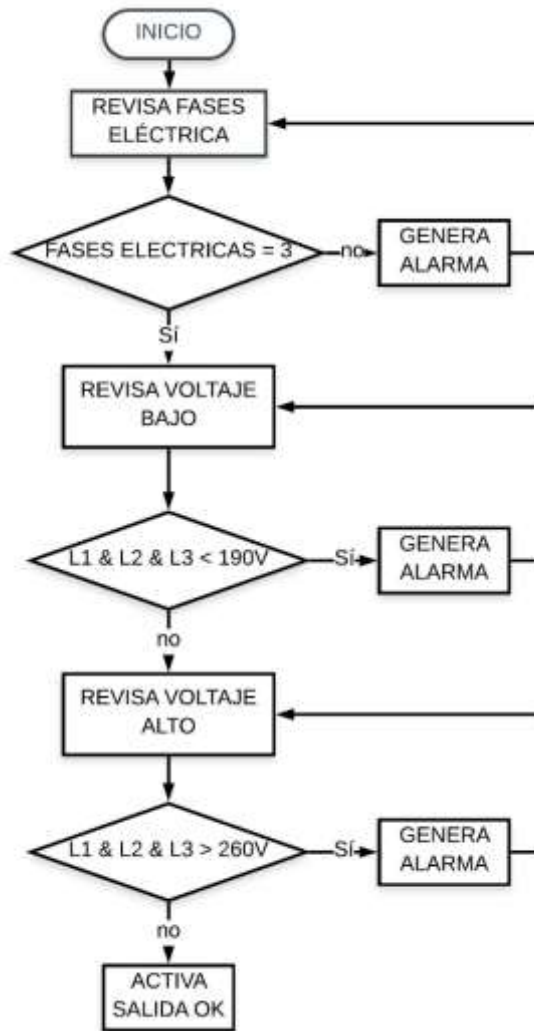 INICIO
REVISA FASES
ELÉCTRICA
FASES ELECTRICAS = 3
no
GENERA
ALARMA
Sí
REVISA VOLTAJE
BAJO
L1 & L2 & L3 < 190V
Sí
GENERA
ALARMA
no
REVISA VOLTAJE
ALTO
L1 & L2 & L3 > 260V
Sí
GENERA
ALARMA
no
ACTIVA
SALIDA OK